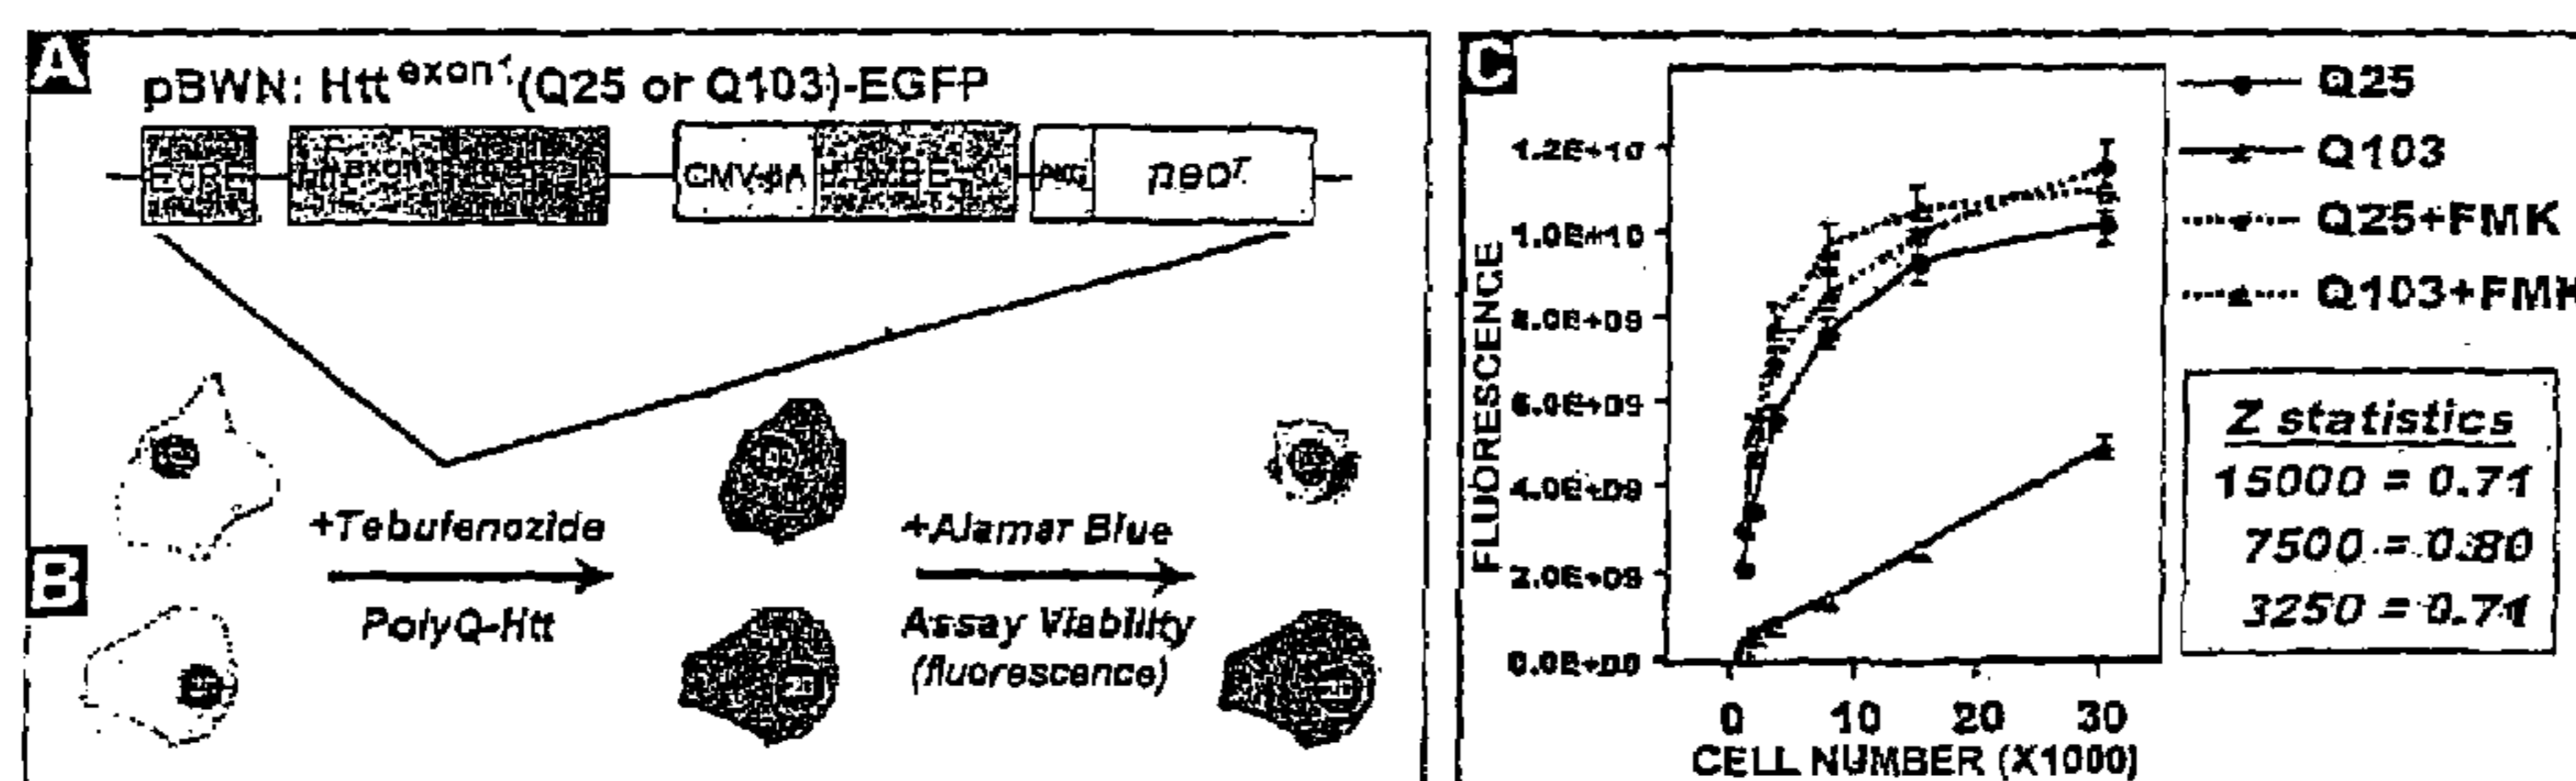 A
pBWN: Htt exon1 (Q25 or Q103)-EGFP
CMV-βA
neoʳ
B
+Tebufenozide
PolyQ-Htt
+Alamar Blue
Assay Viability
(fluorescence)
C
FLUORESCENCE
1.2E+10
1.0E+10
8.0E+09
6.0E+09
4.0E+09
2.0E+09
0.0E+00
0 10 20 30
CELL NUMBER (X1000)
Q25
Q103
Q25+FMK
Q103+FMK
Z statistics
15000 = 0.71
7500 = 0.80
3250 = 0.71